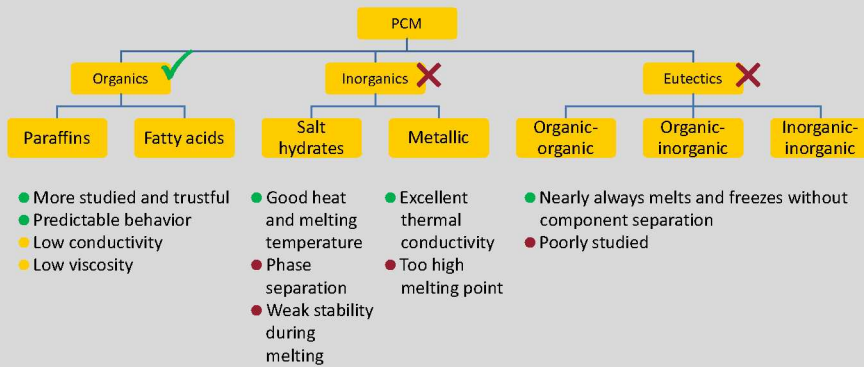 PCM
Organics
Inorganics
Eutectics
Paraffins
Fatty acids
Salt
hydrates
Metallic
Organic-
organic
Organic-
inorganic
Inorganic-
inorganic
More studied and trustful
Predictable behavior
Low conductivity
Low viscosity
Good heat
and melting
temperature
Phase
separation
Weak stability
during
melting
Excellent
thermal
conductivity
Too high
melting point
Nearly always melts and freezes without
component separation
Poorly studied